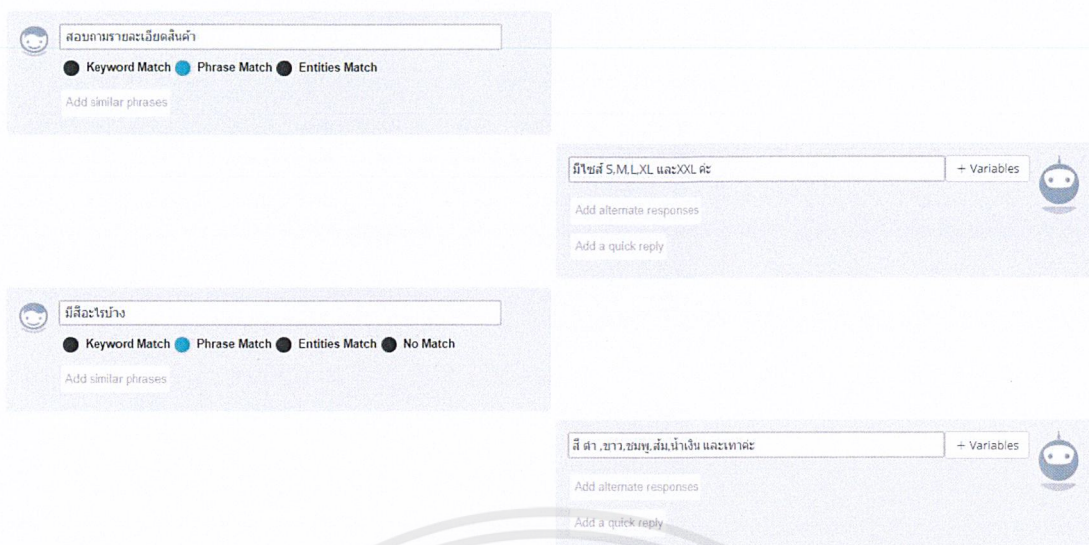 สอบถามรายละเอียดสินค้า
Keyword Match Phrase Match Entities Match
Add similar phrases
มีไซส์ S,M,L,XL และXXL ค่ะ + Variables
Add alternate responses
Add a quick reply
มีสีอะไรบ้าง
Keyword Match Phrase Match Entities Match No Match
Add similar phrases
สี ดำ ,ขาว,ชมพู,ส้ม,น้ำเงิน และเทาค่ะ + Variables
Add alternate responses
Add a quick reply